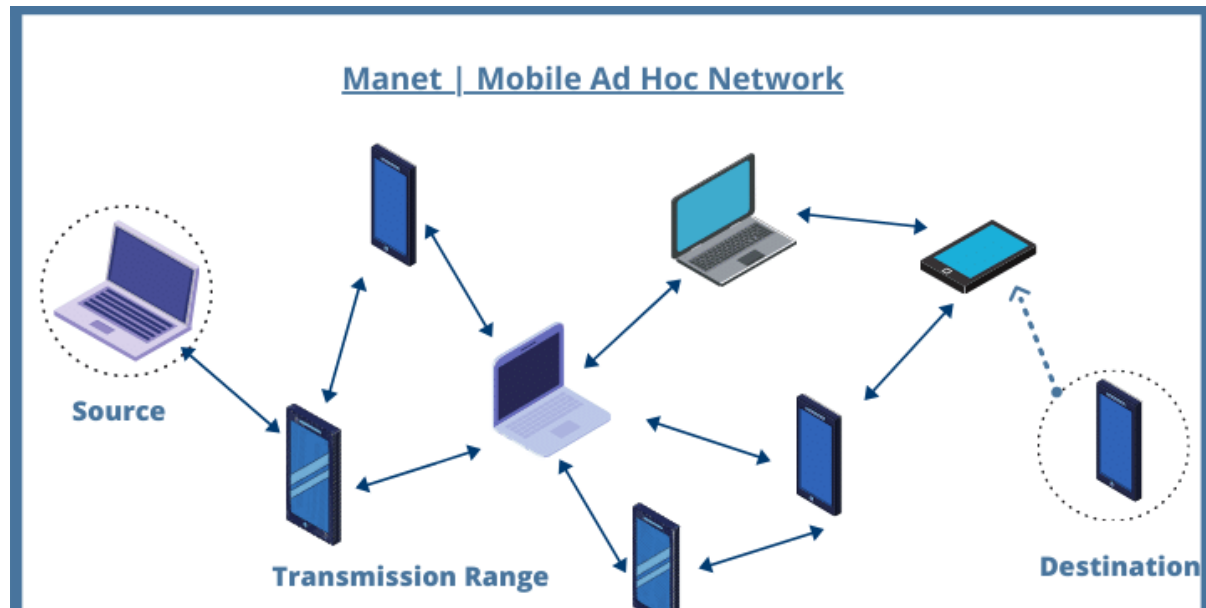 Manet | Mobile Ad Hoc Network
Source
Transmission Range
Destination